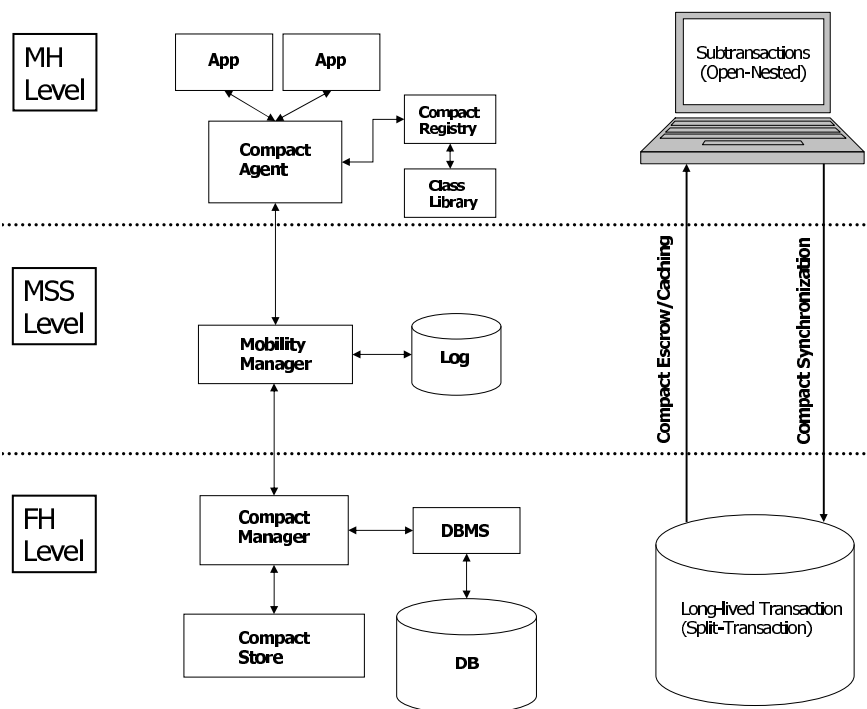 MH
Level
App
App
Compact
Agent
Compact
Registry
Class
Library
Subtransactions
(Open-Nested)
MSS
Level
Mobility
Manager
Log
Compact Escrow/Caching
Compact Synchronization
FH
Level
Compact
Manager
DBMS
Compact
Store
DB
Long-lived Transaction
(Split-Transaction)